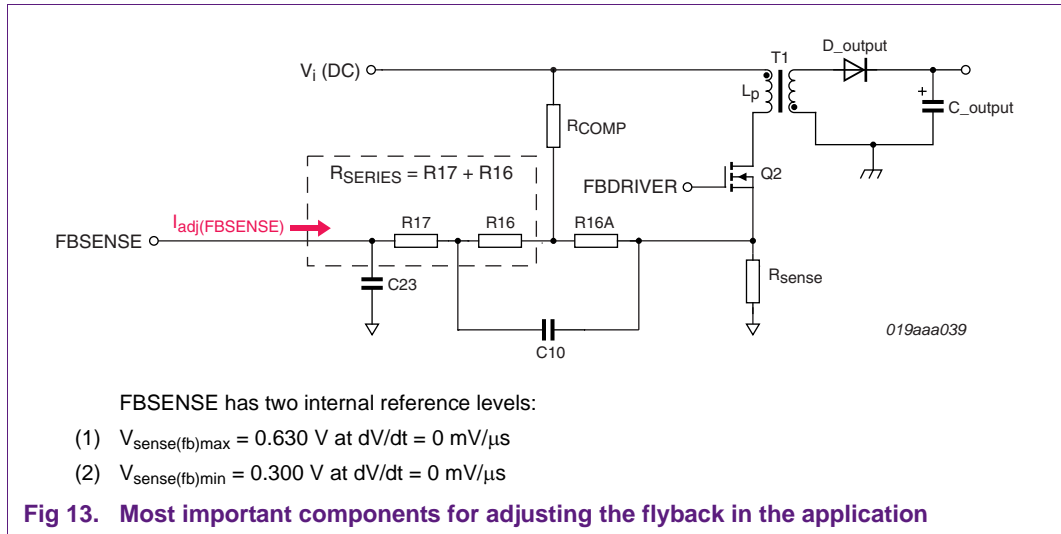 D_output
T1
Vi (DC)
Lp
C_output
+
RCOMP
RSERIES = R17 + R16
Q2
FBDRIVER
Iadj(FBSENSE)
R17
R16
R16A
FBSENSE
Rsense
C23
019aaa039
C10
FBSENSE has two internal reference levels:
(1) Vsense(fb)max = 0.630 V at dV/dt = 0 mV/μs
(2) Vsense(fb)min = 0.300 V at dV/dt = 0 mV/μs
Fig 13. Most important components for adjusting the flyback in the application